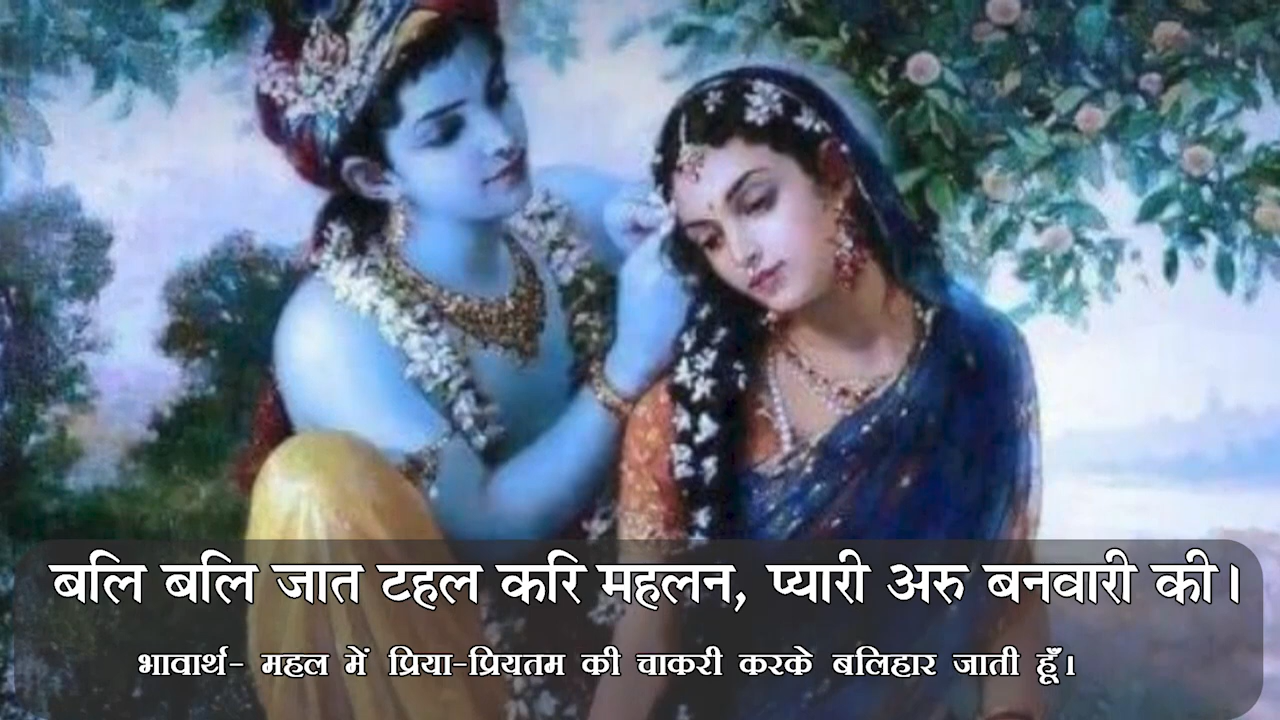 बलि बलि जात टहल करि महलन, प्यारी अरु बनवारी की।
भावार्थ- महल में प्रिया-प्रियतम की चाकरी करके बलिहार जाती हूँ।